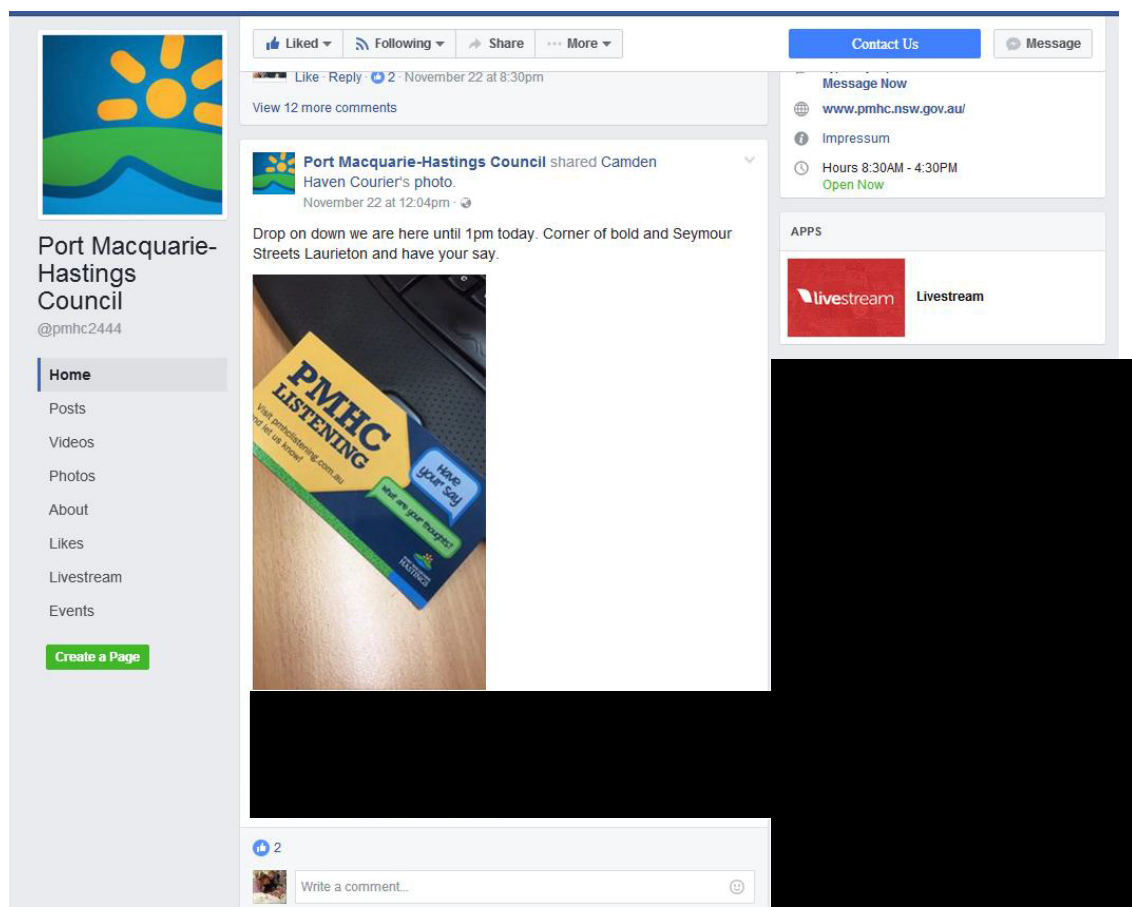 Liked
Following
Share
··· More
Contact Us
Message
Like · Reply · 2 · November 22 at 8:30pm
View 12 more comments
Message Now
www.pmhc.nsw.gov.au/
Impressum
Hours 8:30AM - 4:30PM
Open Now
Port Macquarie-Hastings Council shared Camden
Haven Courier's photo.
November 22 at 12:04pm ·
Drop on down we are here until 1pm today. Corner of bold and Seymour
Streets Laurieton and have your say.
PMHC
LISTENING
Visit pmhclistening.com.au
and let us know!
Have
your say
What are your thoughts?
PORT MACQUARIE
HASTINGS
APPS
livestream
Livestream
Port Macquarie-
Hastings
Council
@pmhc2444
Home
Posts
Videos
Photos
About
Likes
Livestream
Events
Create a Page
2
Write a comment...